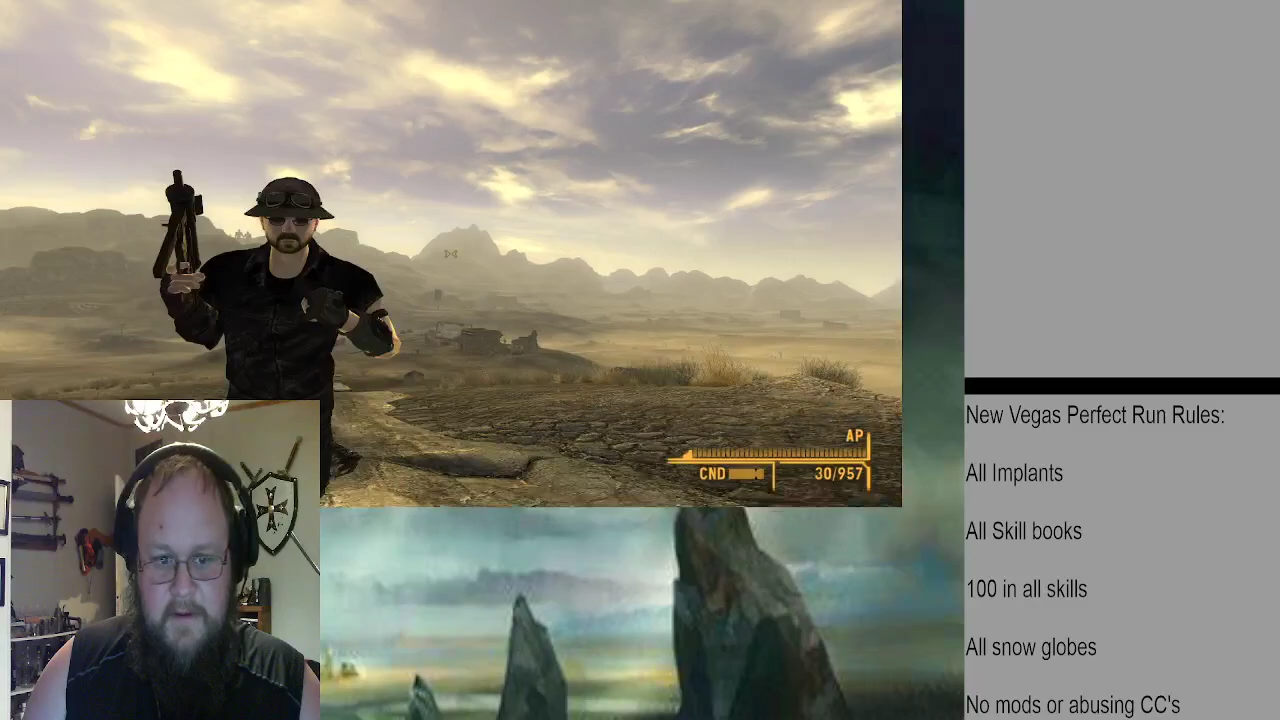 AP
CND 30/957
New Vegas Perfect Run Rules:
All Implants
All Skill books
100 in all skills
All snow globes
No mods or abusing CC's